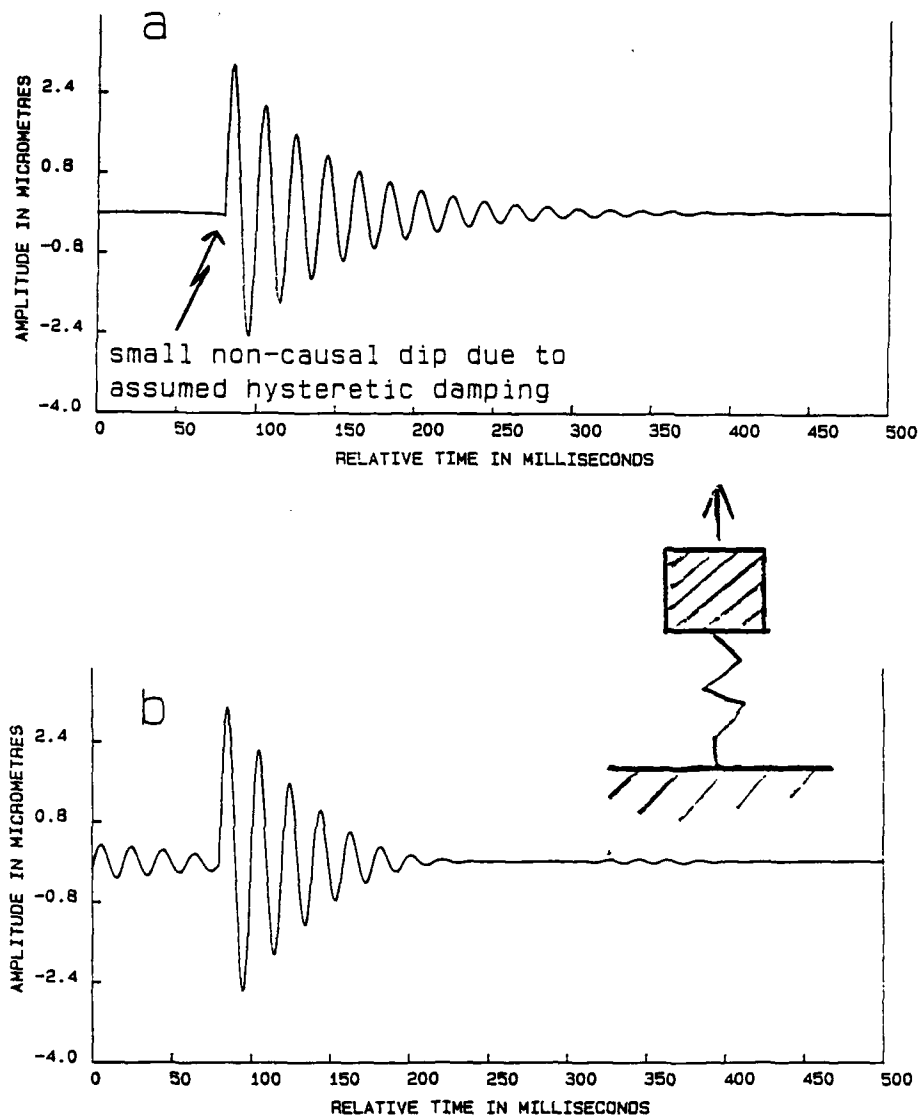 a
AMPLITUDE IN MICROMETRES
2.4
0.8
-0.8
-2.4
-4.0
small non-causal dip due to
assumed hysteretic damping
0 50 100 150 200 250 300 350 400 450 500
RELATIVE TIME IN MILLISECONDS
b
AMPLITUDE IN MICROMETRES
2.4
0.8
-0.8
-2.4
-4.0
0 50 100 150 200 250 300 350 400 450 500
RELATIVE TIME IN MILLISECONDS